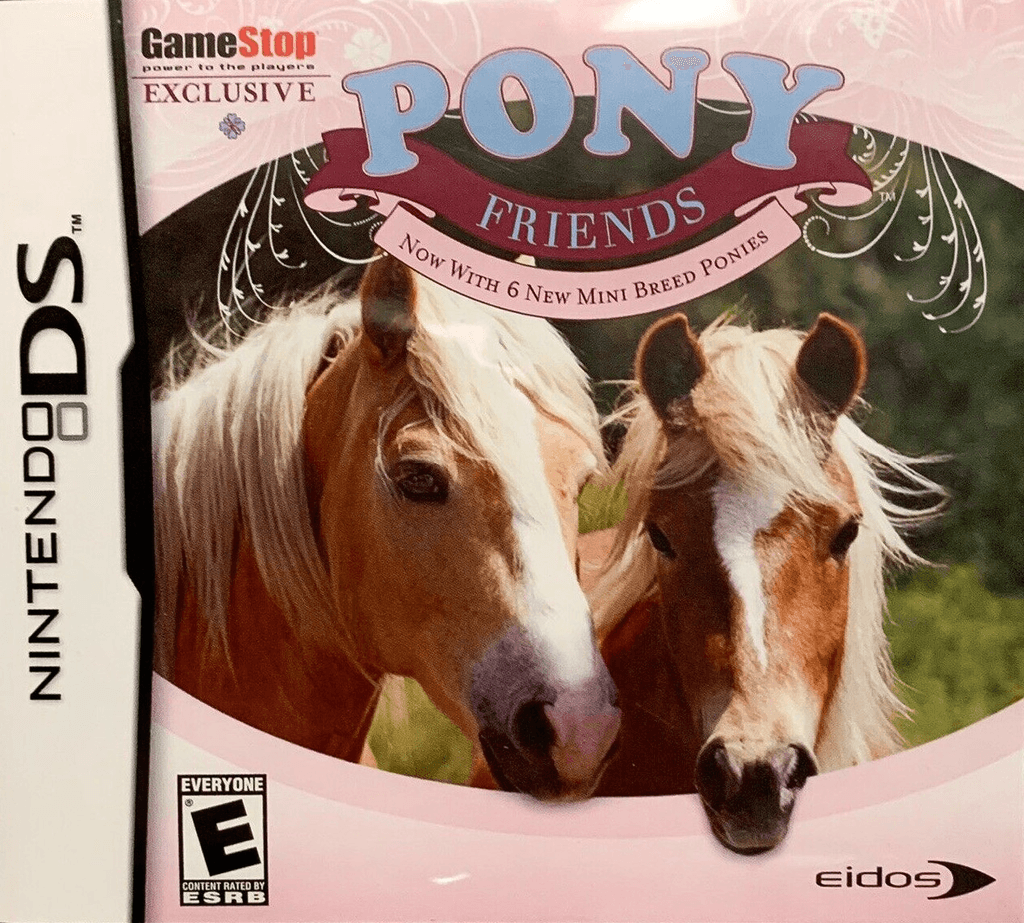 GameStop
power to the players
EXCLUSIVE
PONY
FRIENDS
TM
NOW WITH 6 NEW MINI BREED PONIES
NINTENDO DS
TM
EVERYONE
®
E
CONTENT RATED BY
ESRB
eidos